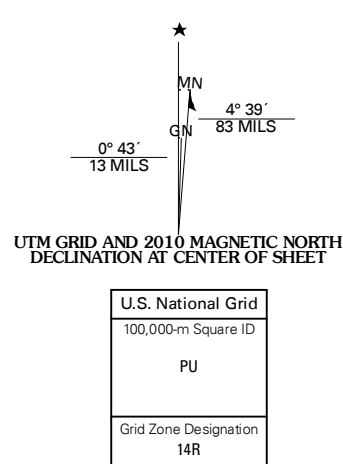 MN
4° 39´
83 MILS
GN
0° 43´
13 MILS
UTM GRID AND 2010 MAGNETIC NORTH
DECLINATION AT CENTER OF SHEET
U.S. National Grid
100,000-m Square ID
PU
Grid Zone Designation
14R